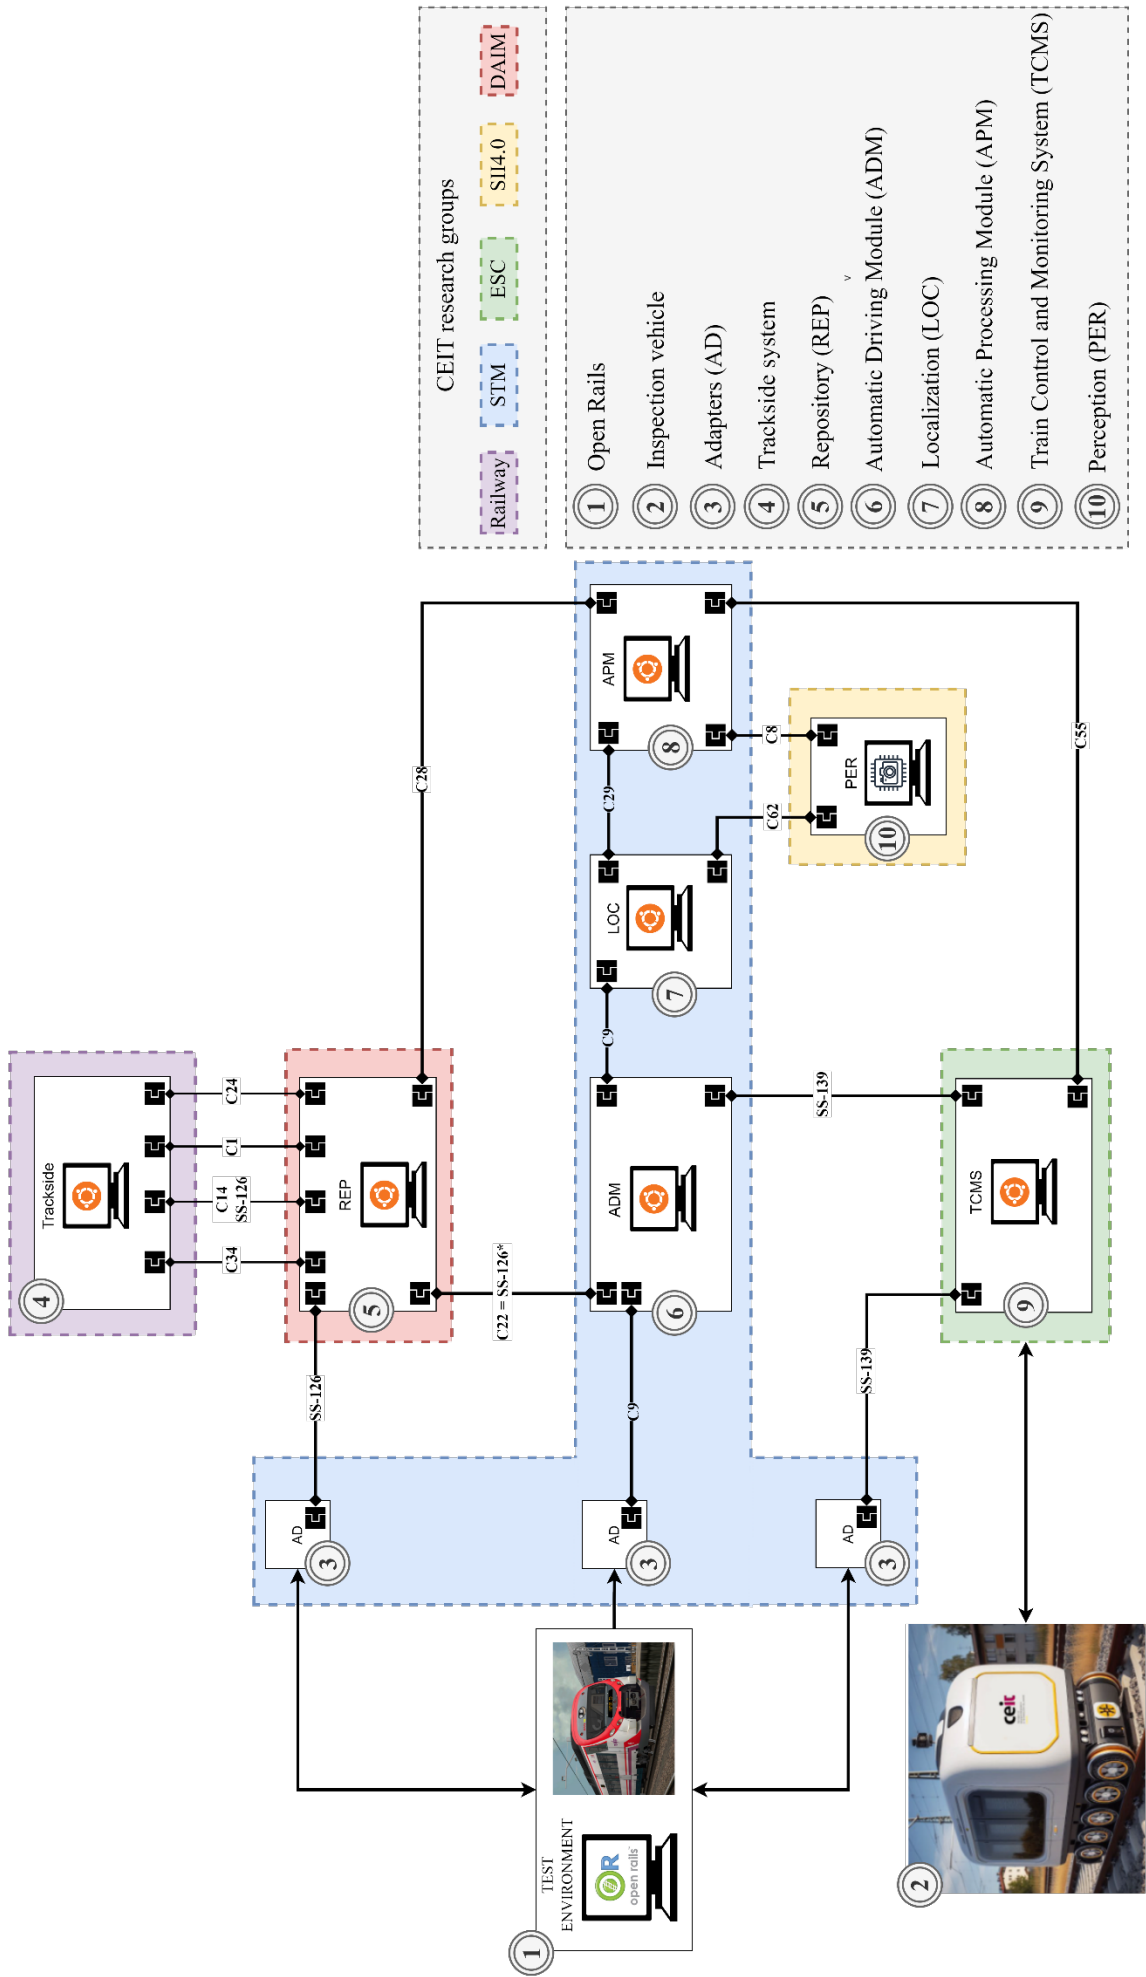 CEIT research groups
Railway
STM
ESC
SII4.0
DAIM
1 Open Rails
2 Inspection vehicle
3 Adapters (AD)
4 Trackside system
5 Repository (REP)
6 Automatic Driving Module (ADM)
v
7 Localization (LOC)
8 Automatic Processing Module (APM)
9 Train Control and Monitoring System (TCMS)
10 Perception (PER)
4
Trackside
C34
C14
SS-126
C1
C24
5
REP
SS-126
C22 = SS-126*
C28
1
TEST
ENVIRONMENT
OR
open rails
AD
3
AD
3
AD
3
C9
6
ADM
C9
7
LOC
C29
8
APM
C62
C8
10
PER
SS-139
SS-139
C55
9
TCMS
2
ceit